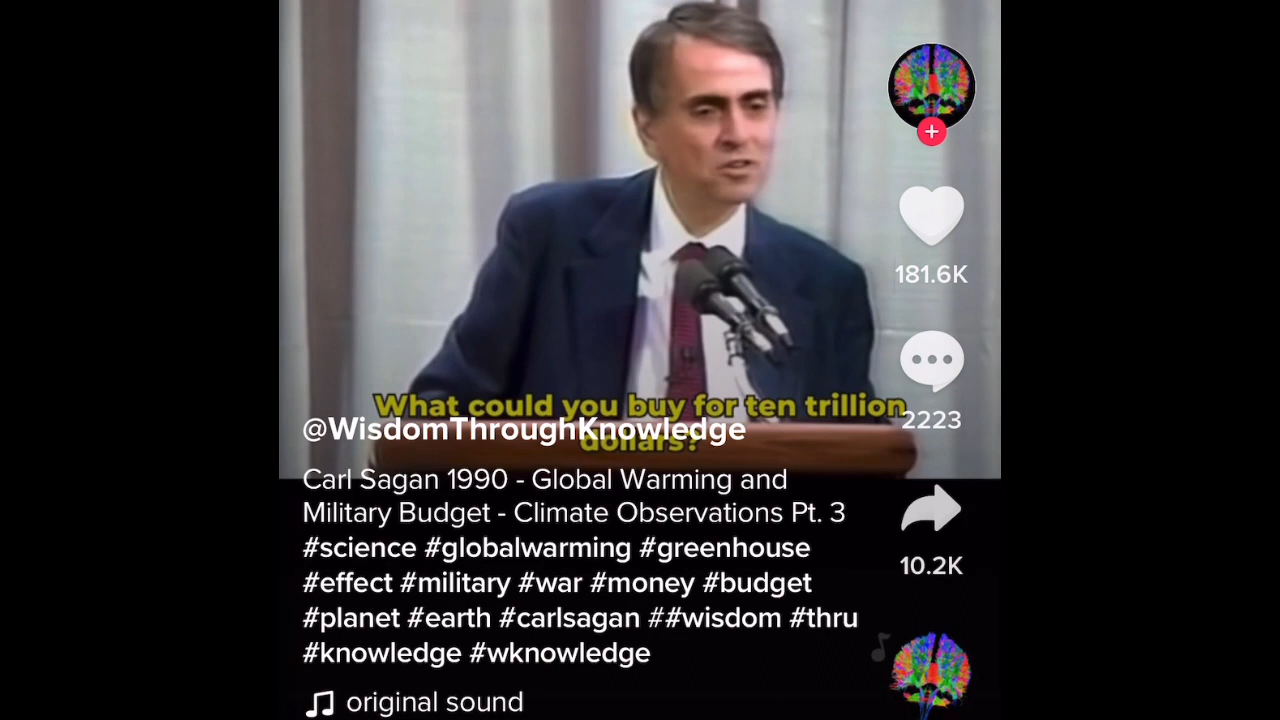 What could you buy for ten trillion
dollars?
@WisdomThroughKnowledge
Carl Sagan 1990 - Global Warming and
Military Budget - Climate Observations Pt. 3
#science #globalwarming #greenhouse
#effect #military #war #money #budget
#planet #earth #carlsagan ##wisdom #thru
#knowledge #wknowledge
original sound
181.6K
2223
10.2K